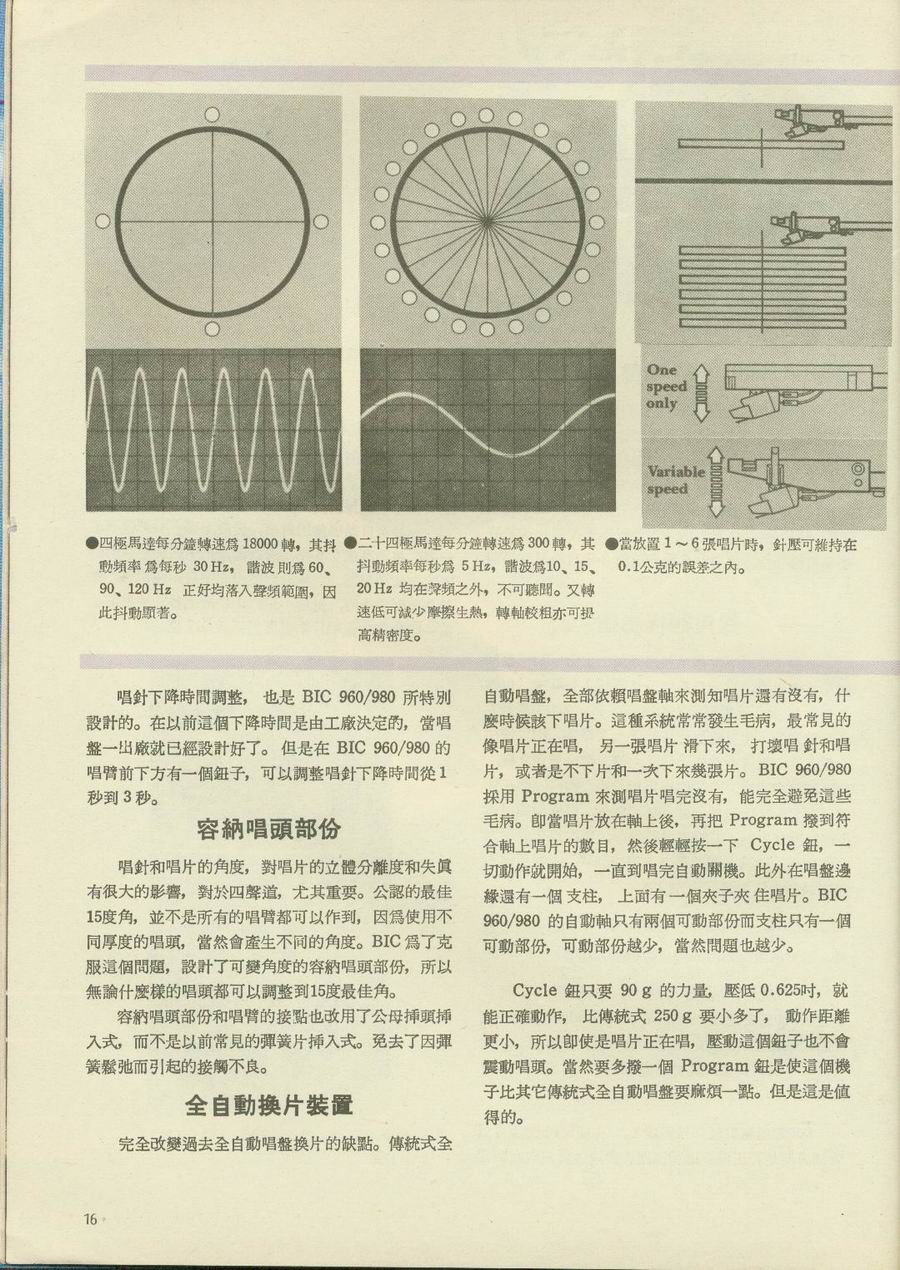 One
speed
only
Variable
speed
●四極馬達每分鐘轉速爲 18000 轉，其抖
動頻率爲每秒 30 Hz，諧波則爲 60、
90、120 Hz 正好均落入聲頻範圍，因
此抖動顯著。
●二十四極馬達每分鐘轉速爲 300 轉，其
抖動頻率每秒爲 5 Hz，諧波爲10、15、
20 Hz 均在聲頻之外，不可聽聞。又轉
速低可減少摩擦生熱，轉軸較粗亦可提
高精密度。
●當放置 1～6 張唱片時，針壓可維持在
0.1公克的誤差之內。
唱針下降時間調整，也是 BIC 960/980 所特別
設計的。在以前這個下降時間是由工廠決定的，當唱
盤一出廠就已經設計好了。但是在 BIC 960/980 的
唱臂前下方有一個鈕子，可以調整唱針下降時間從 1
秒到 3 秒。
容納唱頭部份
唱針和唱片的角度，對唱片的立體分離度和失眞
有很大的影響，對於四聲道，尤其重要。公認的最佳
15度角，並不是所有的唱臂都可以作到，因爲使用不
同厚度的唱頭，當然會產生不同的角度。BIC 爲了克
服這個問題，設計了可變角度的容納唱頭部份，所以
無論什麼樣的唱頭都可以調整到15度最佳角。
容納唱頭部份和唱臂的接點也改用了公母挿頭挿
入式，而不是以前常見的彈簧片挿入式。免去了因彈
簧鬆弛而引起的接觸不良。
全自動換片裝置
完全改變過去全自動唱盤換片的缺點。傳統式全
自動唱盤，全部依賴唱盤軸來測知唱片還有沒有，什
麼時候該下唱片。這種系統常常發生毛病，最常見的
像唱片正在唱，另一張唱片滑下來，打壞唱針和唱
片，或者是不下片和一次下來幾張片。BIC 960/980
採用 Program 來測唱片唱完沒有，能完全避免這些
毛病。卽當唱片放在軸上後，再把 Program 撥到符
合軸上唱片的數目，然後輕輕按一下 Cycle 鈕，一
切動作就開始，一直到唱完自動關機。此外在唱盤邊
緣還有一個支柱，上面有一個夾子夾住唱片。BIC
960/980 的自動軸只有兩個可動部份而支柱只有一個
可動部份，可動部份越少，當然問題也越少。
Cycle 鈕只要 90 g 的力量，壓低 0.625吋，就
能正確動作，比傳統式 250 g 要小多了，動作距離
更小，所以卽使是唱片正在唱，壓動這個鈕子也不會
震動唱頭。當然要多撥一個 Program 鈕是使這個機
子比其它傳統式全自動唱盤要麻煩一點。但是這是值
得的。
16